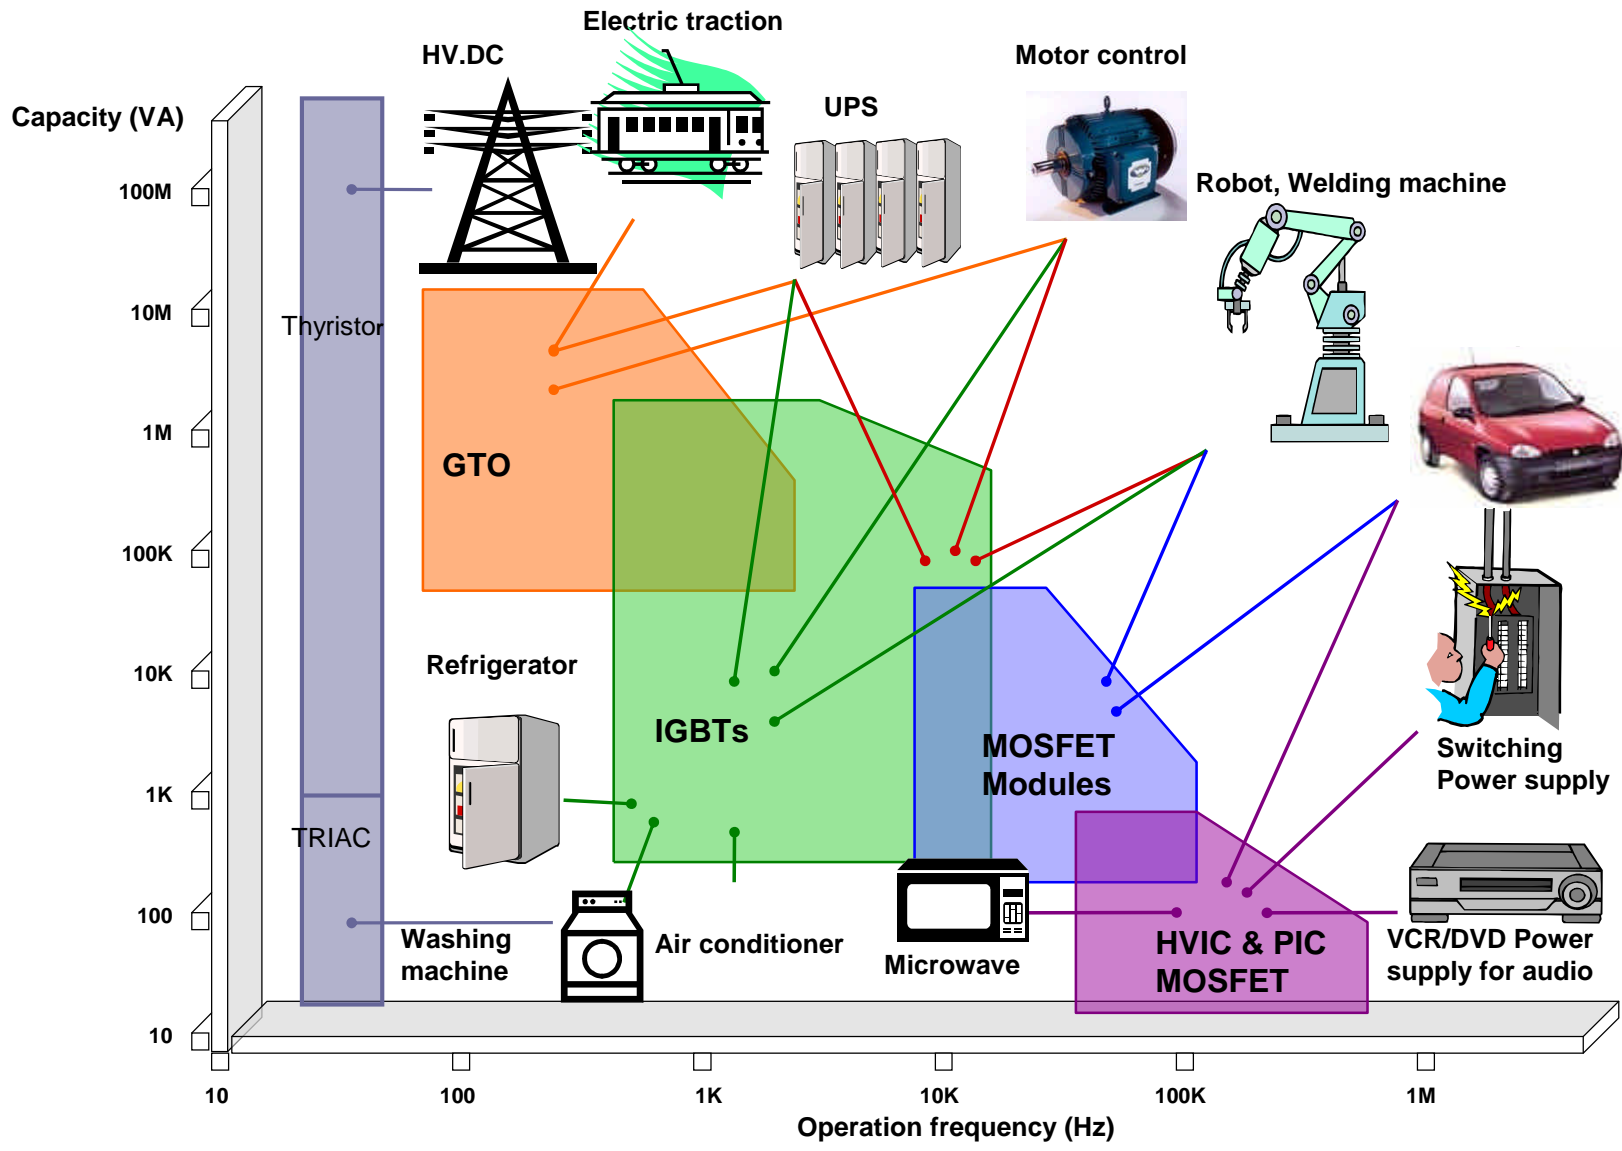 Electric traction
HV.DC
Motor control
UPS
Capacity (VA)
Robot, Welding machine
100M
10M
Thyristor
1M
GTO
100K
Refrigerator
10K
IGBTs
MOSFET
Modules
Switching
Power supply
1K
TRIAC
100
Washing
machine
Air conditioner
Microwave
HVIC & PIC
MOSFET
VCR/DVD Power
supply for audio
10
10
100
1K
10K
100K
1M
Operation frequency (Hz)